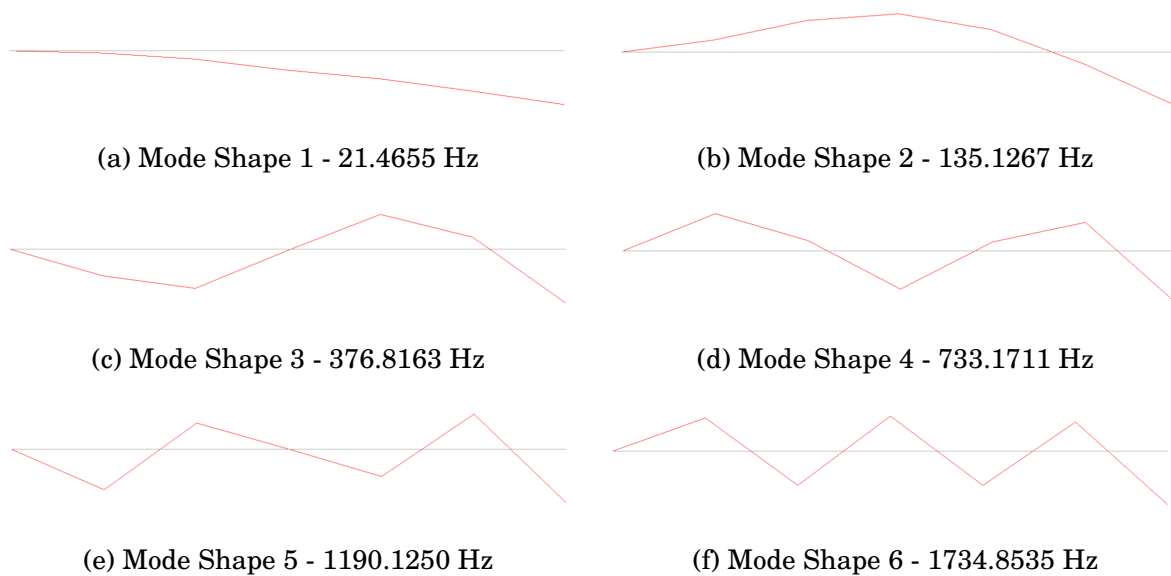 (a) Mode Shape 1 - 21.4655 Hz
(b) Mode Shape 2 - 135.1267 Hz
(c) Mode Shape 3 - 376.8163 Hz
(d) Mode Shape 4 - 733.1711 Hz
(e) Mode Shape 5 - 1190.1250 Hz
(f) Mode Shape 6 - 1734.8535 Hz